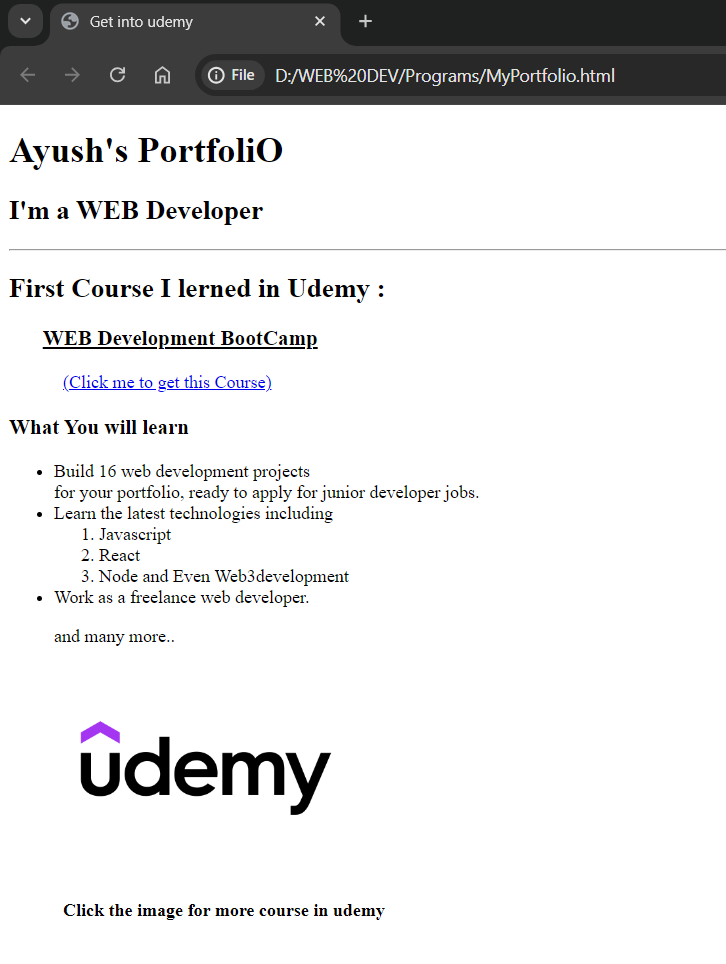 Get into udemy
File D:/WEB%20DEV/Programs/MyPortfolio.html
Ayush's PortfoliO
I'm a WEB Developer
First Course I lerned in Udemy :
WEB Development BootCamp
(Click me to get this Course)
What You will learn
• Build 16 web development projects
for your portfolio, ready to apply for junior developer jobs.
• Learn the latest technologies including
1. Javascript
2. React
3. Node and Even Web3development
• Work as a freelance web developer.
and many more..
udemy
Click the image for more course in udemy